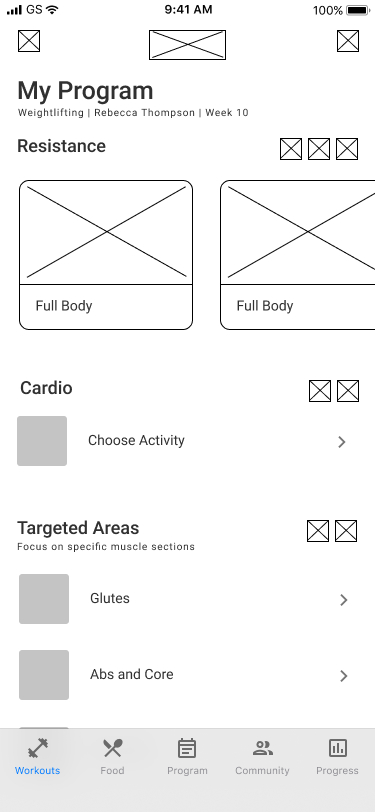 GS 9:41 AM 100%
My Program
Weightlifting | Rebecca Thompson | Week 10
Resistance
Full Body Full Body
Cardio
Choose Activity
Targeted Areas
Focus on specific muscle sections
Glutes
Abs and Core
Workouts Food Program Community Progress